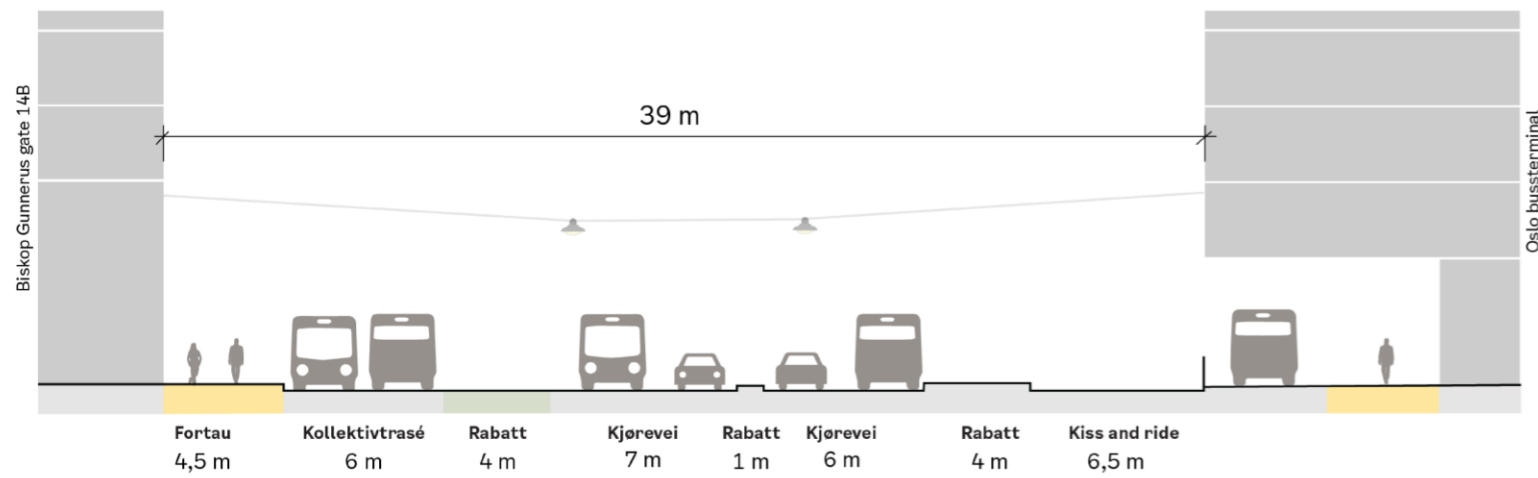 Biskop Gunnerus gate 14B
39 m
Oslo bussterminal
Fortau
4,5 m
Kollektivtrasé
6 m
Rabatt
4 m
Kjørevei
7 m
Rabatt
1 m
Kjørevei
6 m
Rabatt
4 m
Kiss and ride
6,5 m